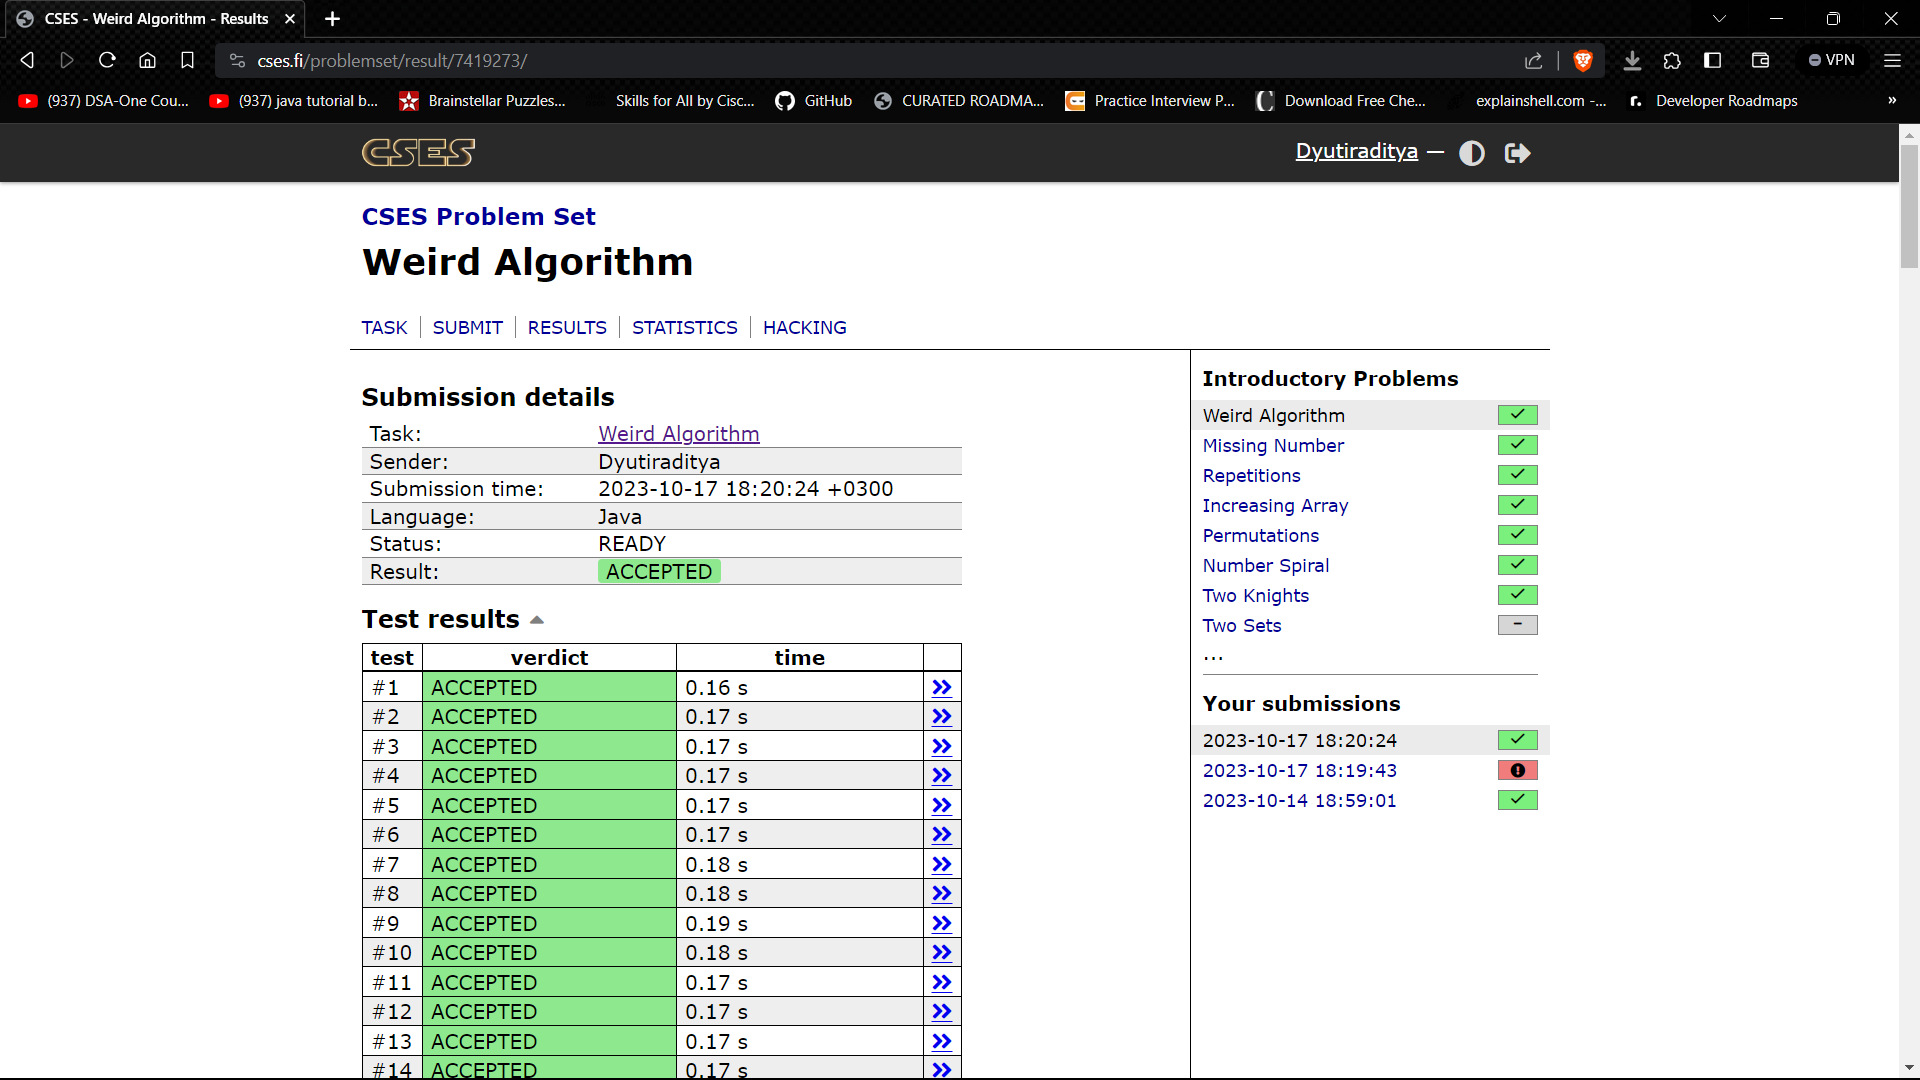 CSES - Weird Algorithm - Results
cses.fi/problemset/result/7419273/
VPN
(937) DSA-One Cou...
(937) java tutorial b...
Brainstellar Puzzles...
Skills for All by Cisc...
GitHub
CURATED ROADMA...
Practice Interview P...
Download Free Che...
explainshell.com -...
Developer Roadmaps
»
CSES
Dyutiraditya —
CSES Problem Set
Weird Algorithm
TASK
SUBMIT
RESULTS
STATISTICS
HACKING
Submission details
Task: Weird Algorithm
Sender: Dyutiraditya
Submission time: 2023-10-17 18:20:24 +0300
Language: Java
Status: READY
Result: ACCEPTED
Test results
test verdict time
#1 ACCEPTED 0.16 s »
#2 ACCEPTED 0.17 s »
#3 ACCEPTED 0.17 s »
#4 ACCEPTED 0.17 s »
#5 ACCEPTED 0.17 s »
#6 ACCEPTED 0.17 s »
#7 ACCEPTED 0.18 s »
#8 ACCEPTED 0.18 s »
#9 ACCEPTED 0.19 s »
#10 ACCEPTED 0.18 s »
#11 ACCEPTED 0.17 s »
#12 ACCEPTED 0.17 s »
#13 ACCEPTED 0.17 s »
#14 ACCEPTED 0.17 s »
Introductory Problems
Weird Algorithm
Missing Number
Repetitions
Increasing Array
Permutations
Number Spiral
Two Knights
Two Sets –
...
Your submissions
2023-10-17 18:20:24
2023-10-17 18:19:43
2023-10-14 18:59:01